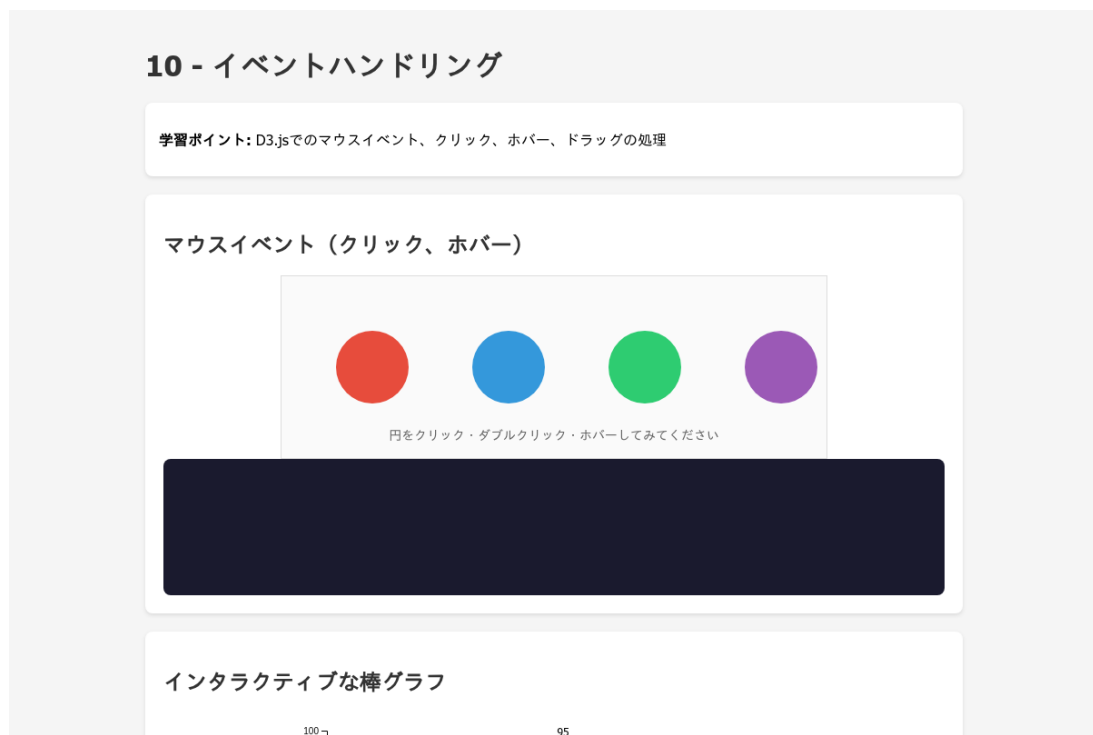 10 - イベントハンドリング
学習ポイント: D3.jsでのマウスイベント、クリック、ホバー、ドラッグの処理
マウスイベント（クリック、ホバー）
円をクリック・ダブルクリック・ホバーしてみてください
インタラクティブな棒グラフ
100
95